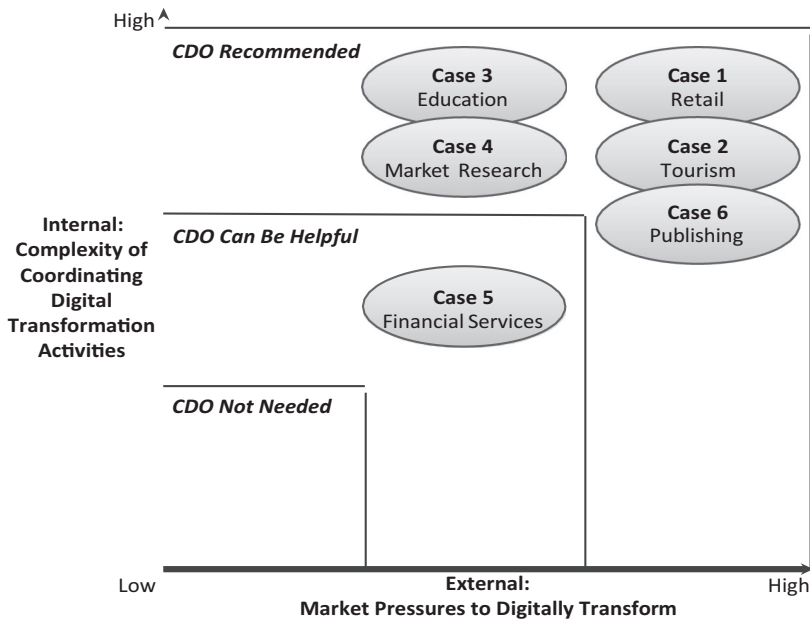 High
CDO Recommended
Case 3
Education
Case 1
Retail
Case 4
Market Research
Case 2
Tourism
Case 6
Publishing
Internal:
Complexity of
Coordinating
Digital
Transformation
Activities
CDO Can Be Helpful
Case 5
Financial Services
CDO Not Needed
Low
External:
High
Market Pressures to Digitally Transform